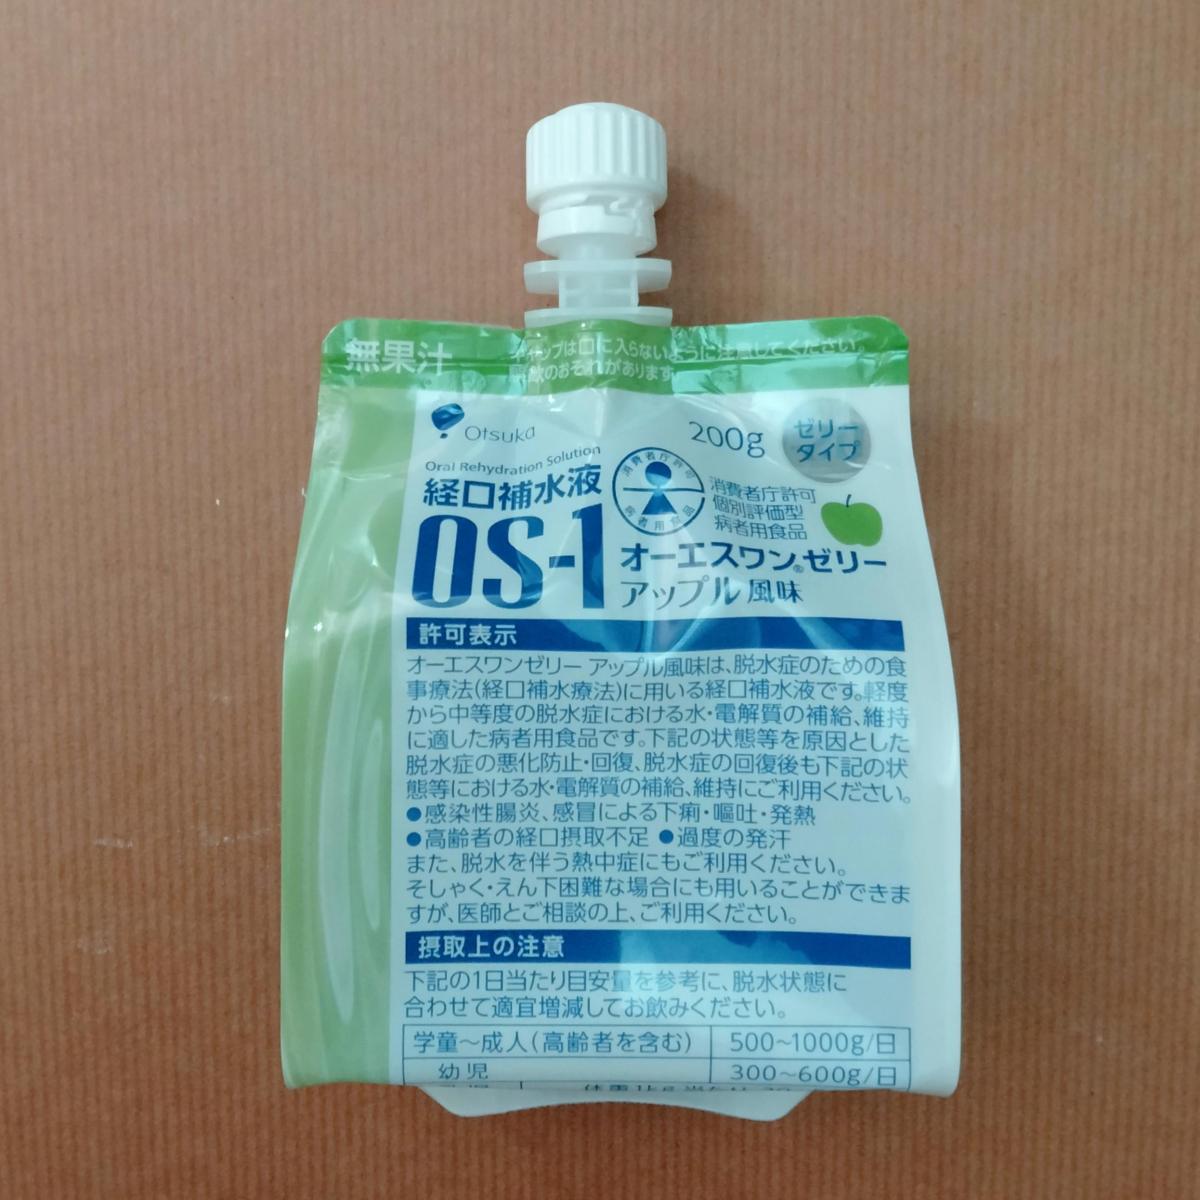 無果汁
キャップは口に入らないように注意してください。
誤飲のおそれがあります。
Otsuka
200g
ゼリー
タイプ
Oral Rehydration Solution
経口補水液
OS-1
消費者庁許可
病者用食品
消費者庁許可
個別評価型
病者用食品
オーエスワン®ゼリー
アップル風味
許可表示
オーエスワンゼリー アップル風味は、脱水症のための食
事療法(経口補水療法)に用いる経口補水液です。軽度
から中等度の脱水症における水・電解質の補給、維持
に適した病者用食品です。下記の状態等を原因とした
脱水症の悪化防止・回復、脱水症の回復後も下記の状
態等における水・電解質の補給、維持にご利用ください。
●感染性腸炎、感冒による下痢・嘔吐・発熱
●高齢者の経口摂取不足 ●過度の発汗
また、脱水を伴う熱中症にもご利用ください。
そしゃく・えん下困難な場合にも用いることができま
すが、医師とご相談の上、ご利用ください。
摂取上の注意
下記の1日当たり目安量を参考に、脱水状態に
合わせて適宜増減してお飲みください。
学童~成人(高齢者を含む) 500~1000g/日
幼児 300~600g/日